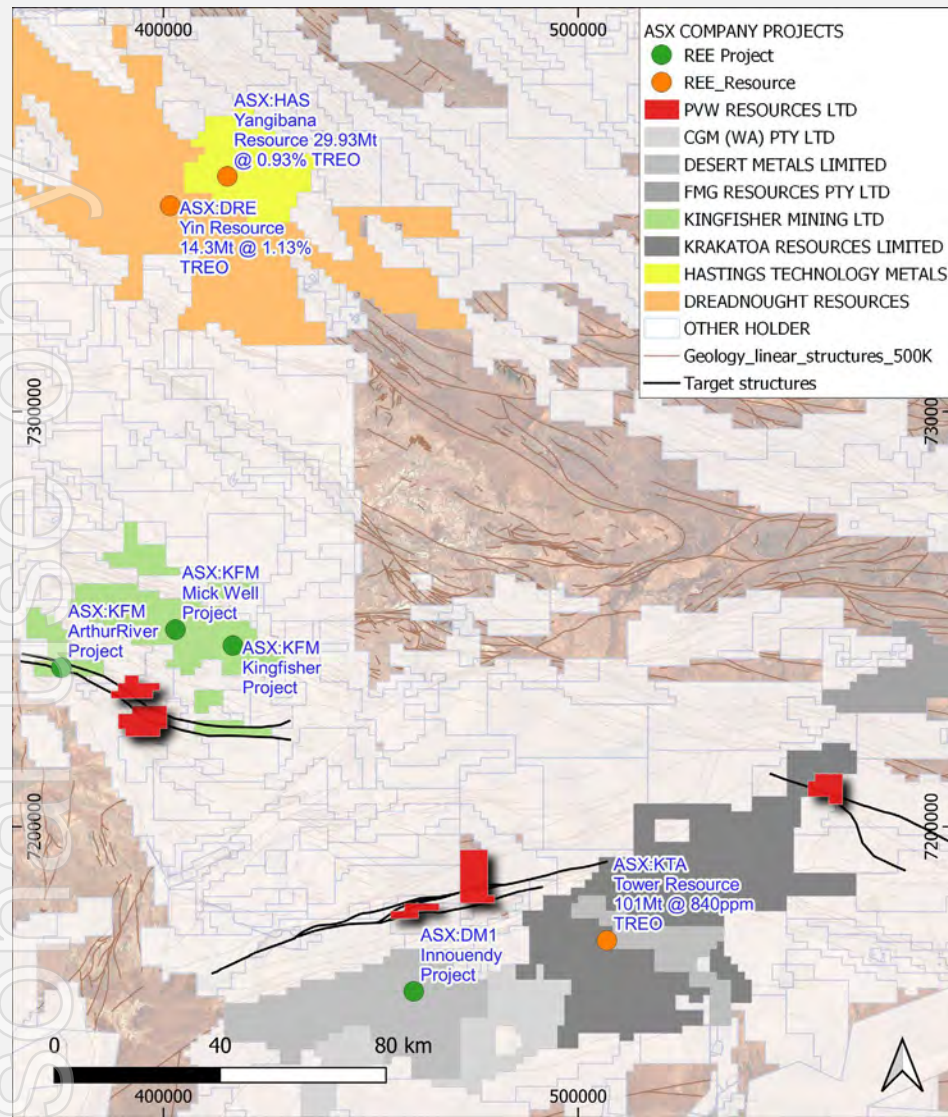 400000
500000
ASX COMPANY PROJECTS
REE Project
REE_Resource
PVW RESOURCES LTD
CGM (WA) PTY LTD
DESERT METALS LIMITED
FMG RESOURCES PTY LTD
KINGFISHER MINING LTD
KRAKATOA RESOURCES LIMITED
HASTINGS TECHNOLOGY METALS
DREADNOUGHT RESOURCES
OTHER HOLDER
Geology_linear_structures_500K
Target structures
ASX:HAS
Yangibana
Resource 29.93Mt
@ 0.93% TREO
ASX:DRE
Yin Resource
14.3Mt @ 1.13%
TREO
7300000
73000
ASX:KFM
Mick Well
Project
ASX:KFM
ArthurRiver
Project
ASX:KFM
Kingfisher
Project
7200000
7200000
ASX:KTA
Tower Resource
101Mt @ 840ppm
TREO
ASX:DM1
Innouendy
Project
0 40 80 km
400000
500000
sonal use only